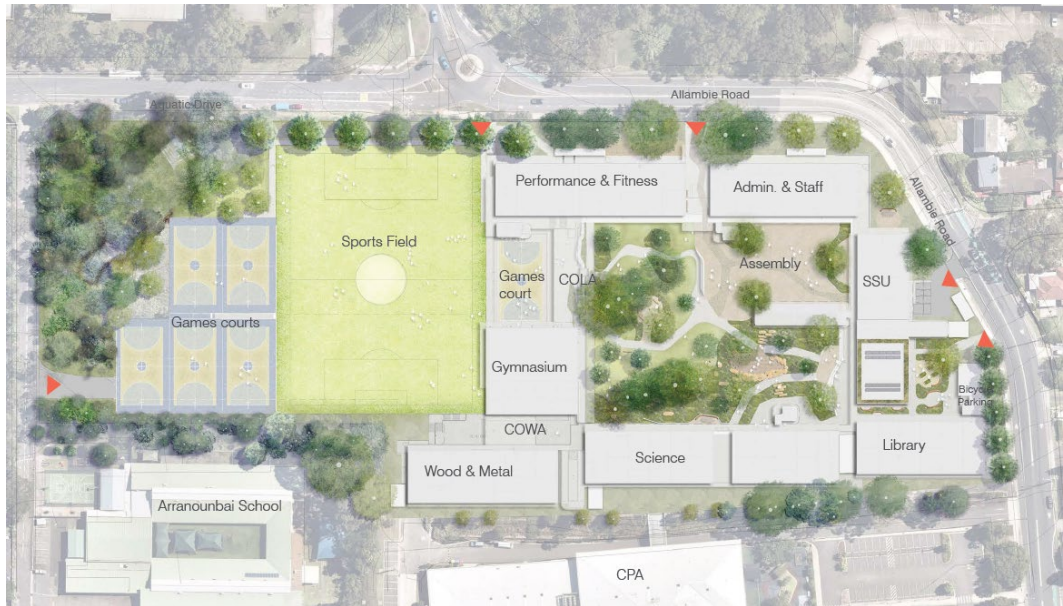 Aquatic Drive
Allambie Road
Performance & Fitness
Admin. & Staff
Allambie Road
Sports Field
Games
court
COLA
Assembly
SSU
Games courts
Gymnasium
Bicycle
Parking
COWA
Library
Science
Wood & Metal
Arranounbai School
CPA